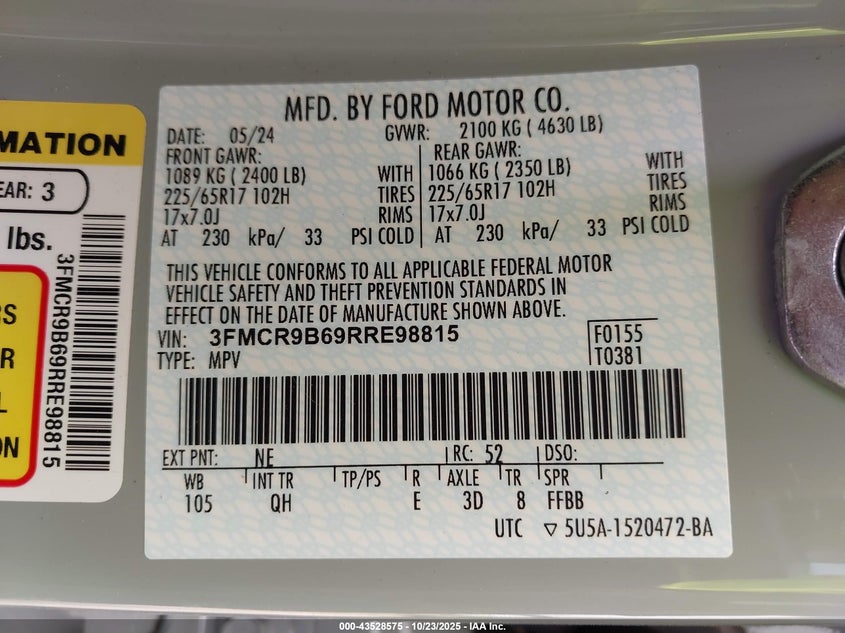 MATION
EAR: 3
lbs.
RS
R
L
ON
3FMCR9B69RRE98815
MFD. BY FORD MOTOR CO.
DATE: 05/24 GVWR: 2100 KG ( 4630 LB)
FRONT GAWR: REAR GAWR:
1089 KG ( 2400 LB) WITH 1066 KG ( 2350 LB) WITH
225/65R17 102H TIRES 225/65R17 102H TIRES
17x7.0J RIMS 17x7.0J RIMS
AT 230 kPa/ 33 PSI COLD AT 230 kPa/ 33 PSI COLD
THIS VEHICLE CONFORMS TO ALL APPLICABLE FEDERAL MOTOR
VEHICLE SAFETY AND THEFT PREVENTION STANDARDS IN
EFFECT ON THE DATE OF MANUFACTURE SHOWN ABOVE.
VIN: 3FMCR9B69RRE98815 F0155
TYPE: MPV T0381
EXT PNT: NE RC: 52 DSO:
WB INT TR TP/PS R AXLE TR SPR
105 QH E 3D 8 FFBB
UTC ▽ 5U5A-1520472-BA
000-43528575 - 10/23/2025 - IAA Inc.